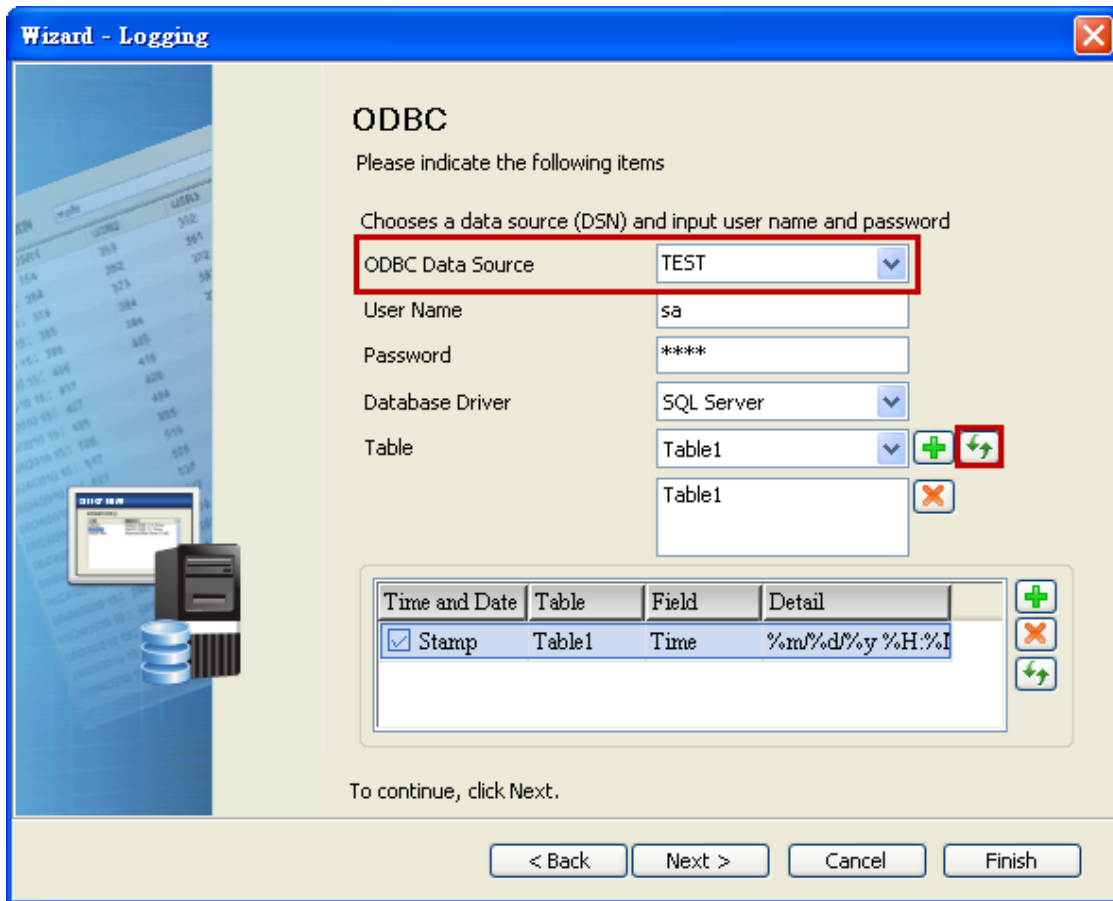 Wizard - Logging
ODBC
Please indicate the following items
Chooses a data source (DSN) and input user name and password
ODBC Data Source TEST
User Name sa
Password ****
Database Driver SQL Server
Table Table1
Table1
Time and Date Table Field Detail
Stamp Table1 Time %m/%d/%y %H:%
To continue, click Next.
< Back Next > Cancel Finish